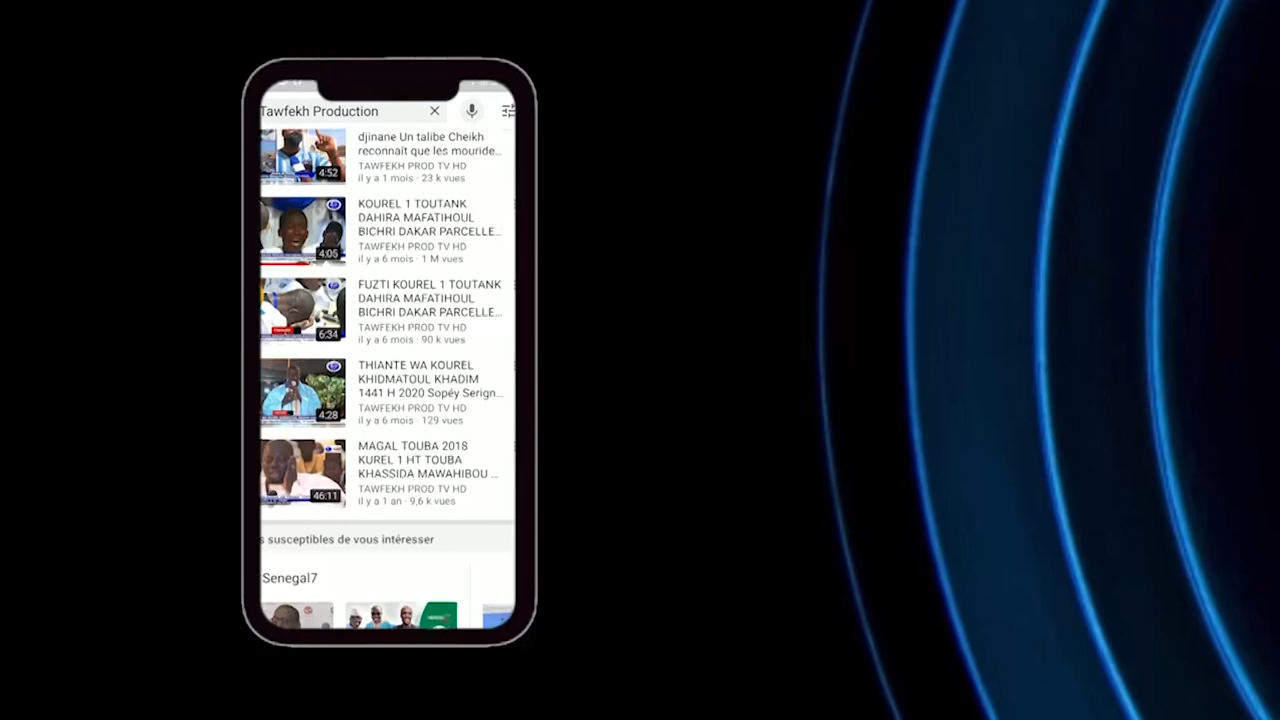 Tawfekh Production
djinane Un talibe Cheikh
reconnaît que les mouride...
TAWFEKH PROD TV HD
il y a 1 mois · 23 k vues
4:52
KOUREL 1 TOUTANK
DAHIRA MAFATIHOUL
BICHRI DAKAR PARCELLE...
TAWFEKH PROD TV HD
il y a 6 mois · 1 M vues
4:05
FUZTI KOUREL 1 TOUTANK
DAHIRA MAFATIHOUL
BICHRI DAKAR PARCELLE...
TAWFEKH PROD TV HD
il y a 6 mois · 90 k vues
6:34
THIANTE WA KOUREL
KHIDMATOUL KHADIM
1441 H 2020 Sopéy Serign...
TAWFEKH PROD TV HD
il y a 6 mois · 129 vues
4:28
MAGAL TOUBA 2018
KUREL 1 HT TOUBA
KHASSIDA MAWAHIBOU ...
TAWFEKH PROD TV HD
il y a 1 an · 9,6 k vues
46:11
s susceptibles de vous intéresser
Senegal7